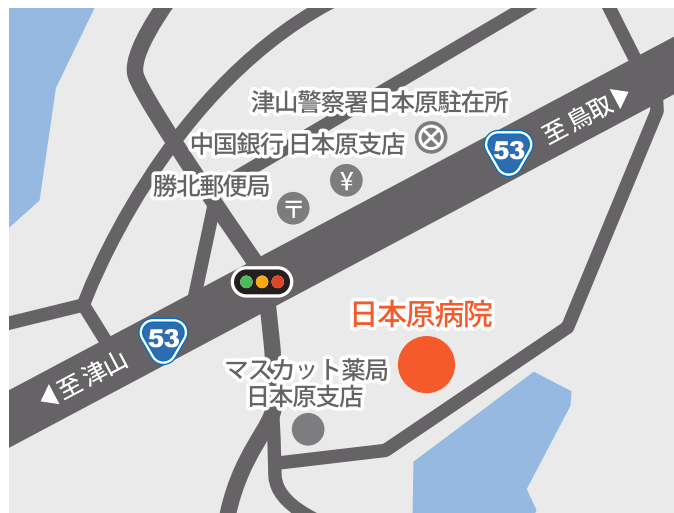 津山警察署日本原駐在所
中国銀行 日本原支店
¥
勝北郵便局
〒
53
至 鳥取▶
日本原病院
53
◀至 津山
マスカット薬局
日本原支店